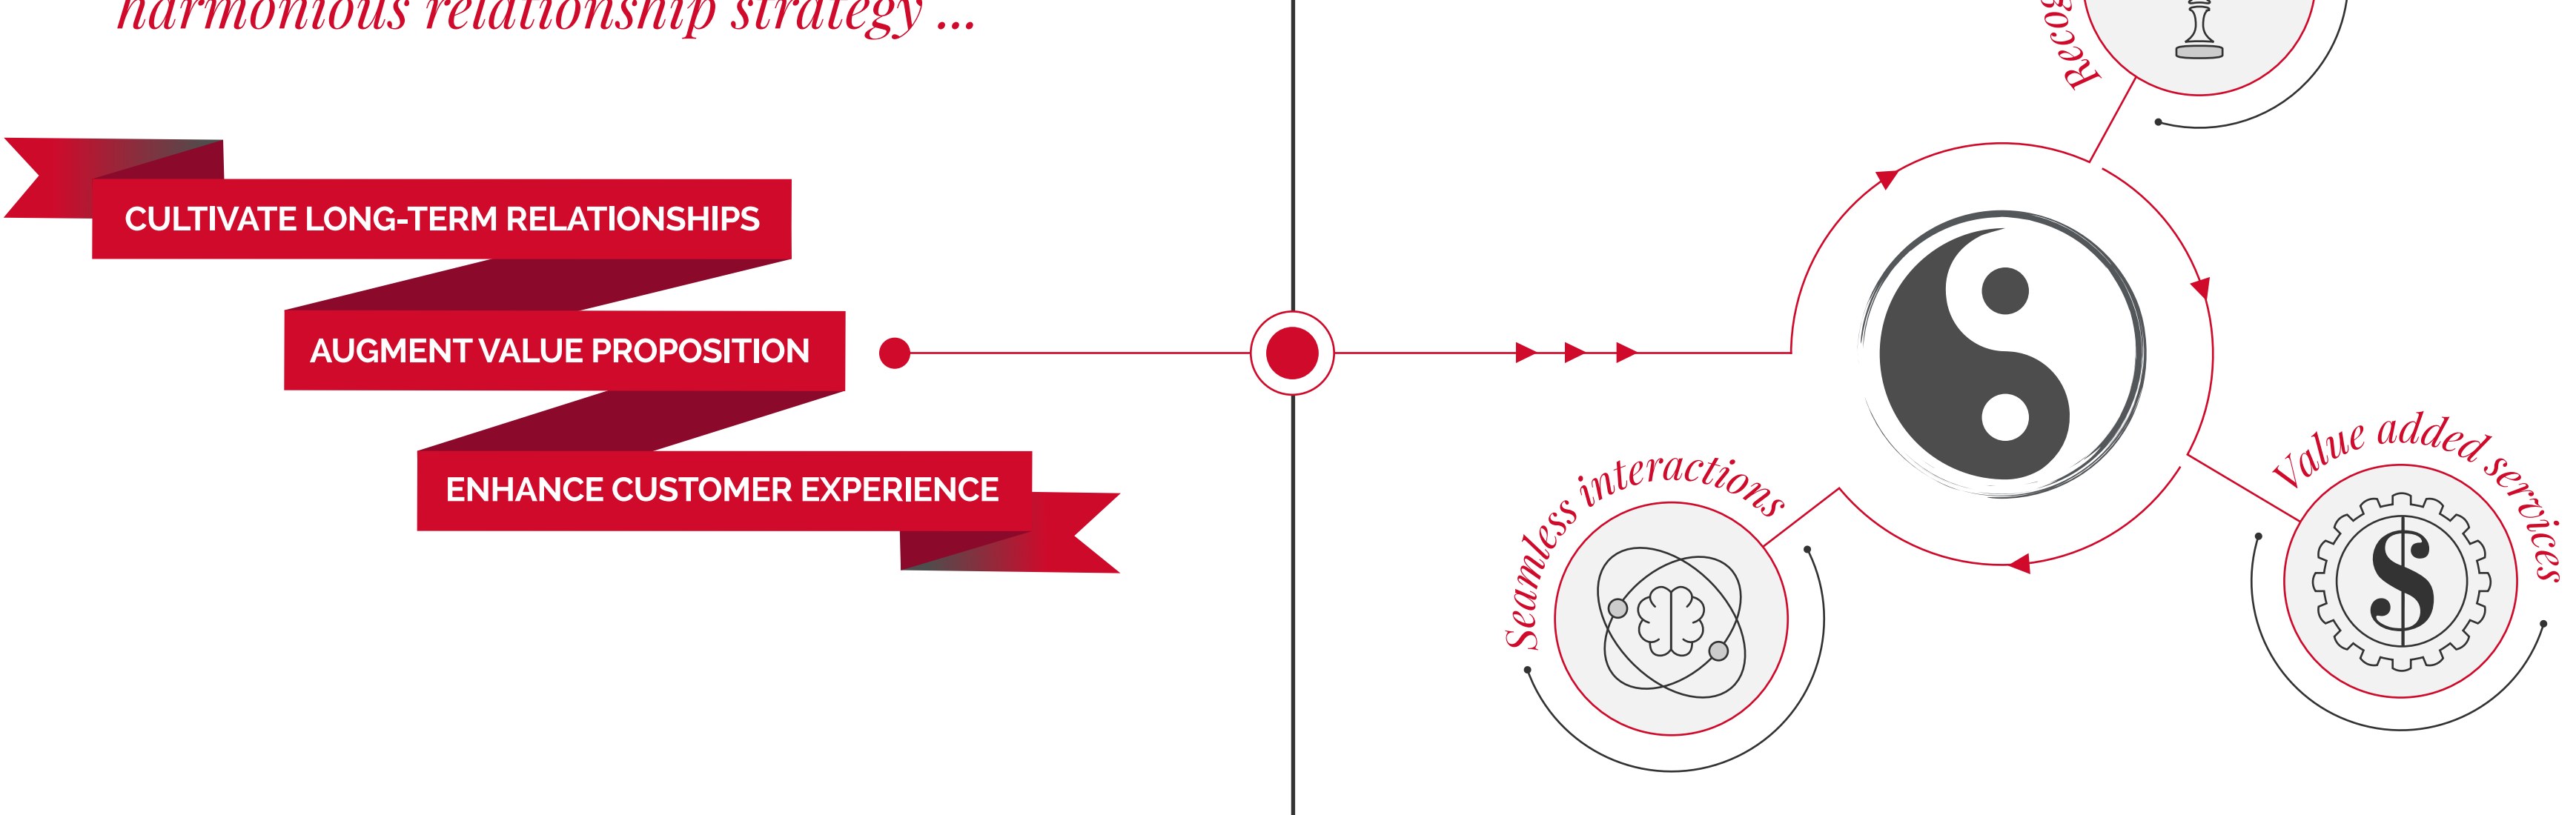 harmonious relationship strategy ...
CULTIVATE LONG-TERM RELATIONSHIPS
AUGMENT VALUE PROPOSITION
ENHANCE CUSTOMER EXPERIENCE
Seamless interactions
Value added services